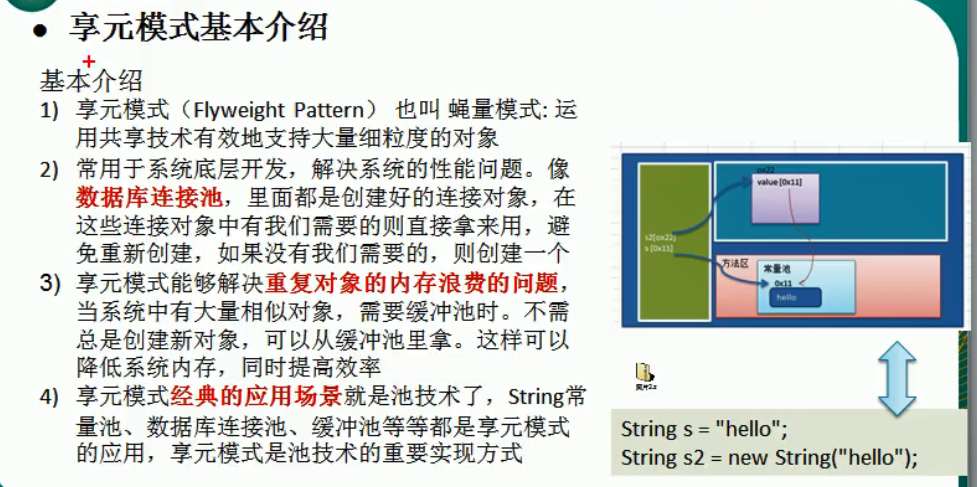 ● 享元模式基本介绍
基本介绍
1) 享元模式（Flyweight Pattern） 也叫 蝇量模式: 运
用共享技术有效地支持大量细粒度的对象
2) 常用于系统底层开发，解决系统的性能问题。像
数据库连接池，里面都是创建好的连接对象，在
这些连接对象中有我们需要的则直接拿来用，避
免重新创建，如果没有我们需要的，则创建一个
3) 享元模式能够解决重复对象的内存浪费的问题，
当系统中有大量相似对象，需要缓冲池时。不需
总是创建新对象，可以从缓冲池里拿。这样可以
降低系统内存，同时提高效率
4) 享元模式经典的应用场景就是池技术了，String常
量池、数据库连接池、缓冲池等等都是享元模式
的应用，享元模式是池技术的重要实现方式
0x22
value [0x11]
s2[0x22]
s [0x11]
方法区
常量池
0x11
hello
String s = "hello";
String s2 = new String("hello");